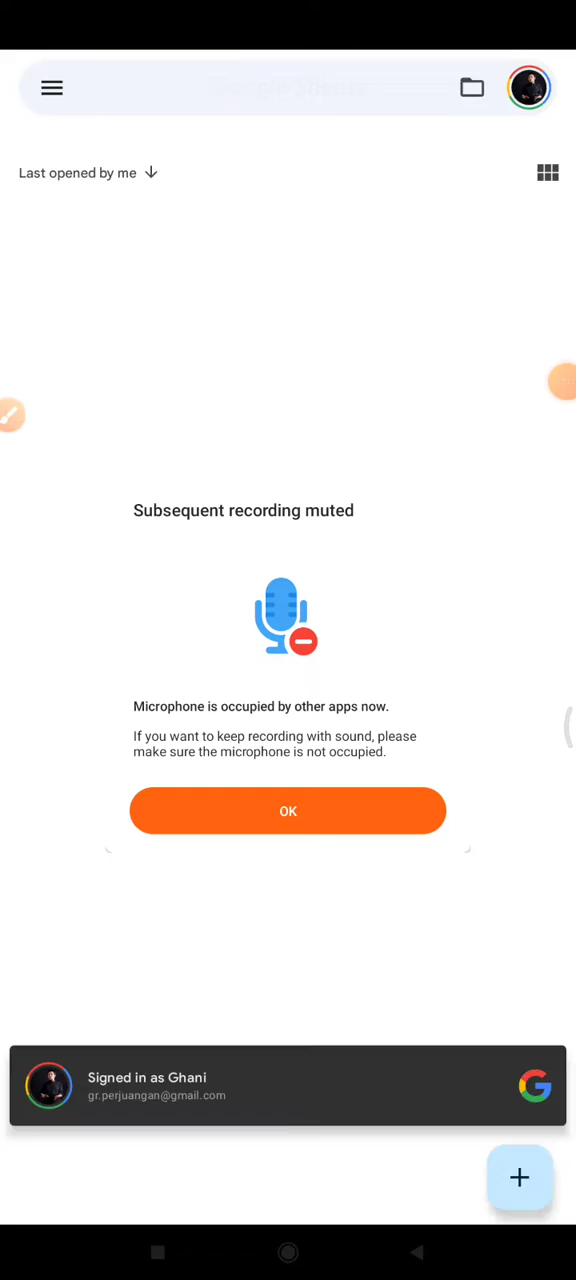 Google Sheets
Last opened by me
Subsequent recording muted
Microphone is occupied by other apps now.
If you want to keep recording with sound, please
make sure the microphone is not occupied.
OK
Signed in as Ghani
gr.perjuangan@gmail.com